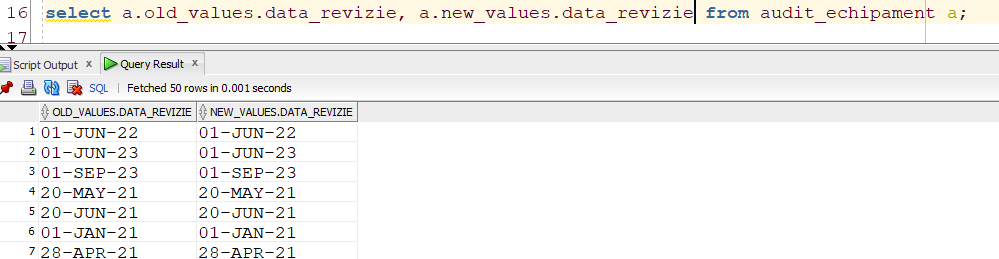 16 select a.old_values.data_revizie, a.new_values.data_revizie from audit_echipament a;
17
Script Output x Query Result x
SQL | Fetched 50 rows in 0.001 seconds
OLD_VALUES.DATA_REVIZIE NEW_VALUES.DATA_REVIZIE
1 01-JUN-22 01-JUN-22
2 01-JUN-23 01-JUN-23
3 01-SEP-23 01-SEP-23
4 20-MAY-21 20-MAY-21
5 20-JUN-21 20-JUN-21
6 01-JAN-21 01-JAN-21
7 28-APR-21 28-APR-21